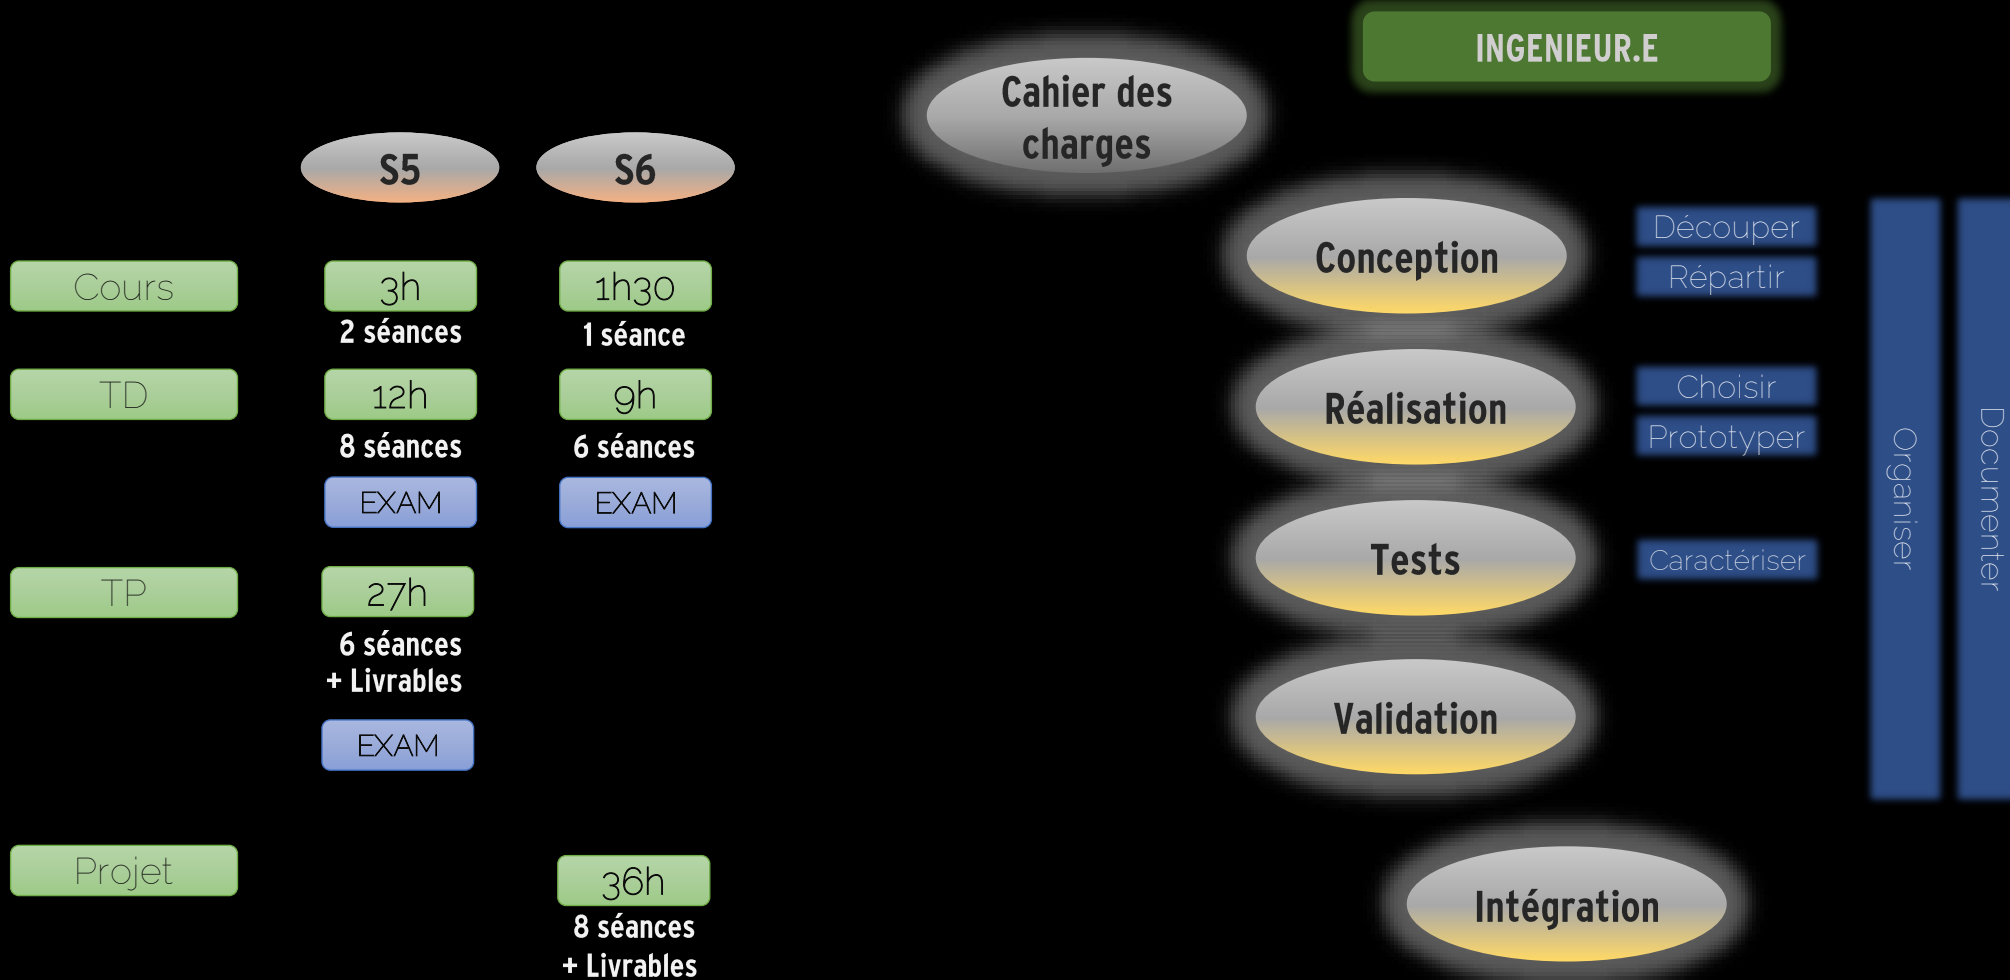 S5
S6
Cours
3h
1h30
2 séances
1 séance
TD
12h
9h
8 séances
6 séances
EXAM
EXAM
TP
27h
6 séances
+ Livrables
EXAM
Projet
36h
8 séances
+ Livrables
INGENIEUR.E
Cahier des
charges
Conception
Découper
Répartir
Réalisation
Choisir
Prototyper
Tests
Caractériser
Validation
Intégration
Organiser
Documenter